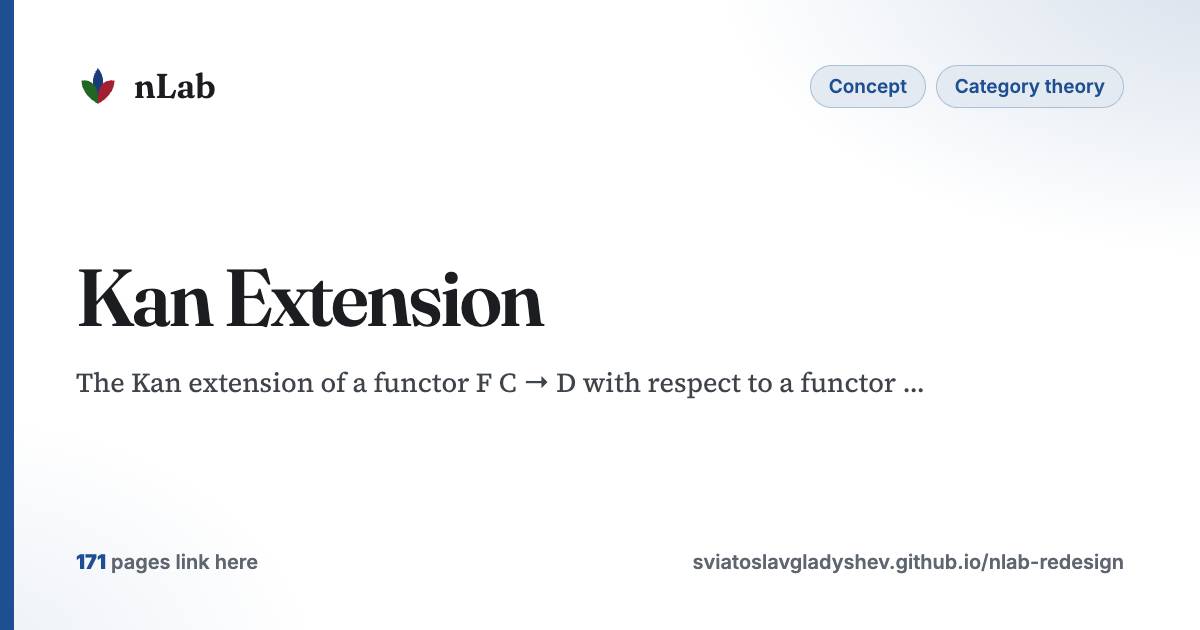 nLab
Concept
Category theory
Kan Extension
The Kan extension of a functor F C → D with respect to a functor ...
171 pages link here
sviatoslavgladyshev.github.io/nlab-redesign